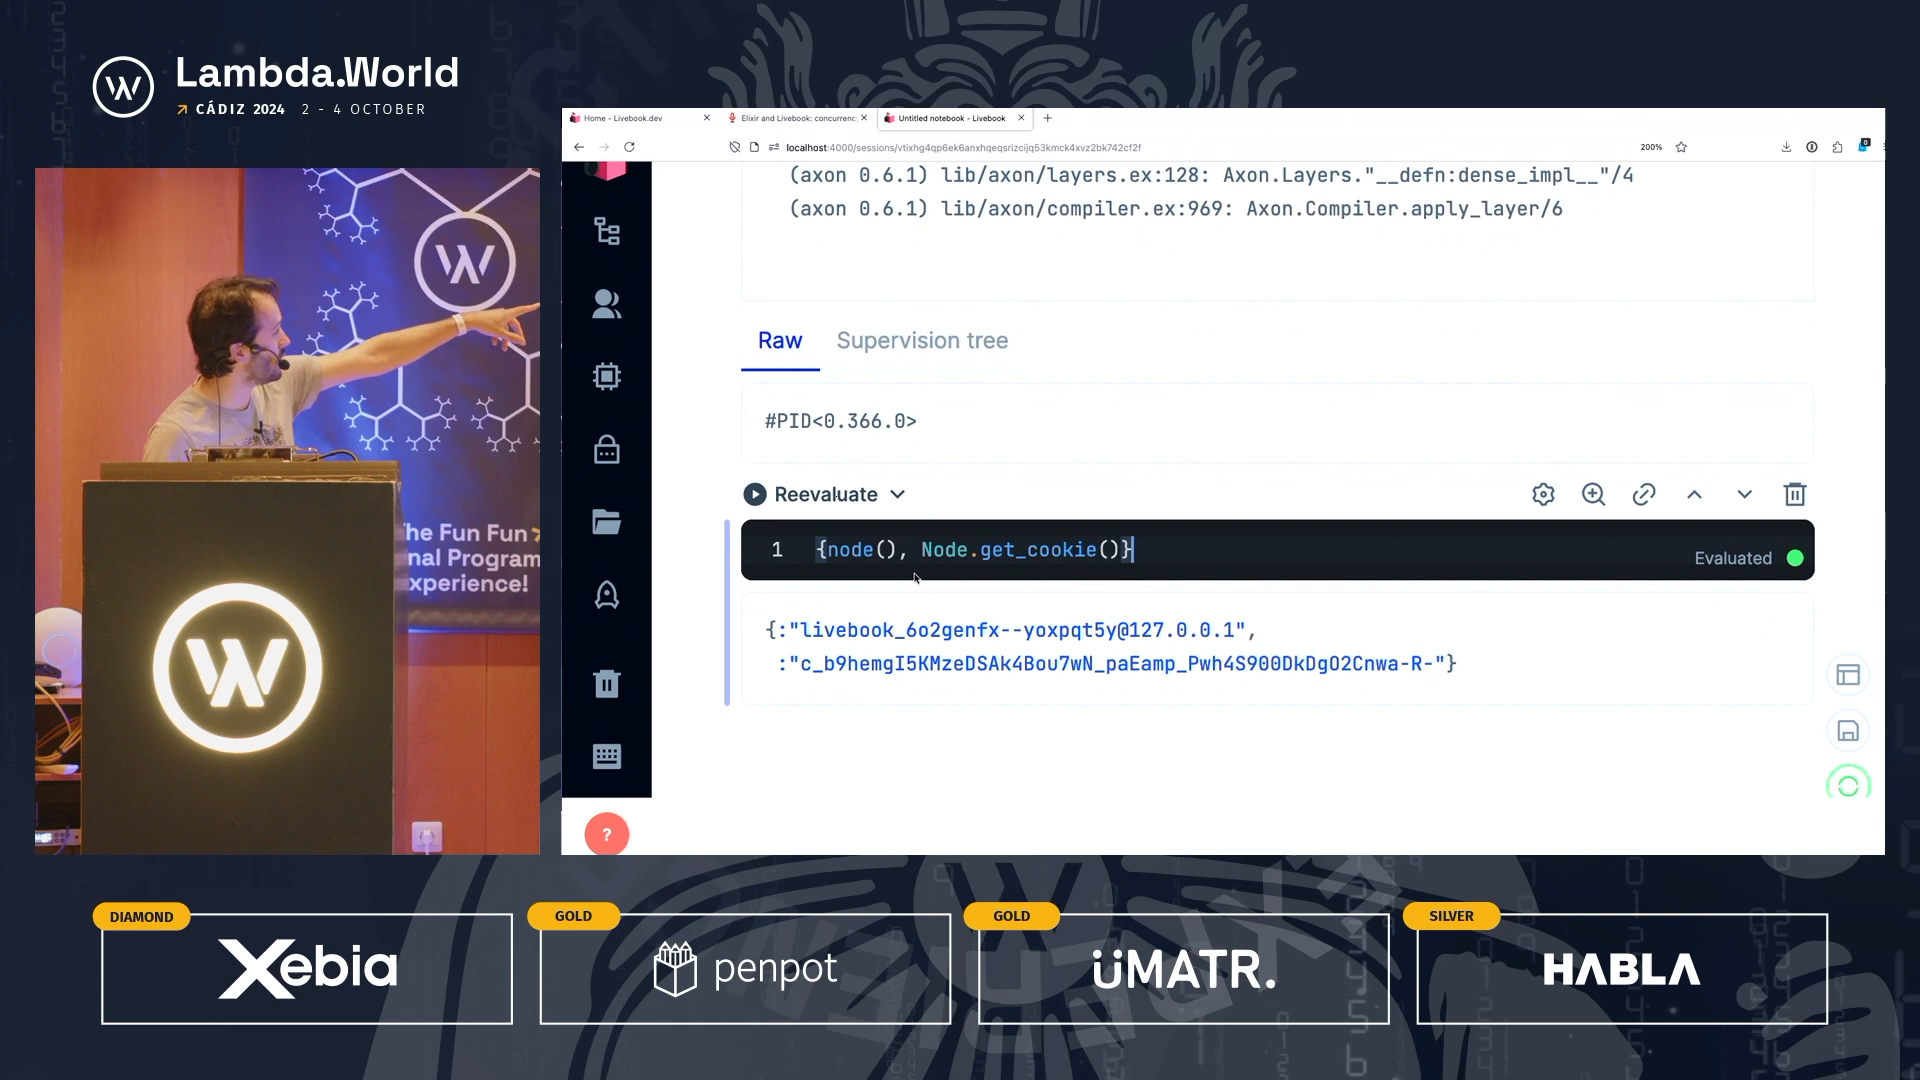 Lambda.World
CÁDIZ 2024 2 - 4 OCTOBER
Home - Livebook.dev
Elixir and Livebook: concurrenc
Untitled notebook - Livebook
localhost:4000/sessions/vtixhg4qp6ek6anxhqeqsrizcijq53kmck4xvz2bk742cf2f
200%
(axon 0.6.1) lib/axon/layers.ex:128: Axon.Layers."__defn:dense_impl__"/4
(axon 0.6.1) lib/axon/compiler.ex:969: Axon.Compiler.apply_layer/6
Raw Supervision tree
#PID<0.366.0>
Reevaluate
1 {node(), Node.get_cookie()}
Evaluated
{:"livebook_6o2genfx--yoxpqt5y@127.0.0.1",
:"c_b9hemgI5KMzeDSAk4Bou7wN_paEamp_Pwh4S900DkDgO2Cnwa-R-"}
?
W
W
he Fun Fun
nal Program
xperience!
W
DIAMOND
Xebia
GOLD
penpot
GOLD
üMATR.
SILVER
HABLA